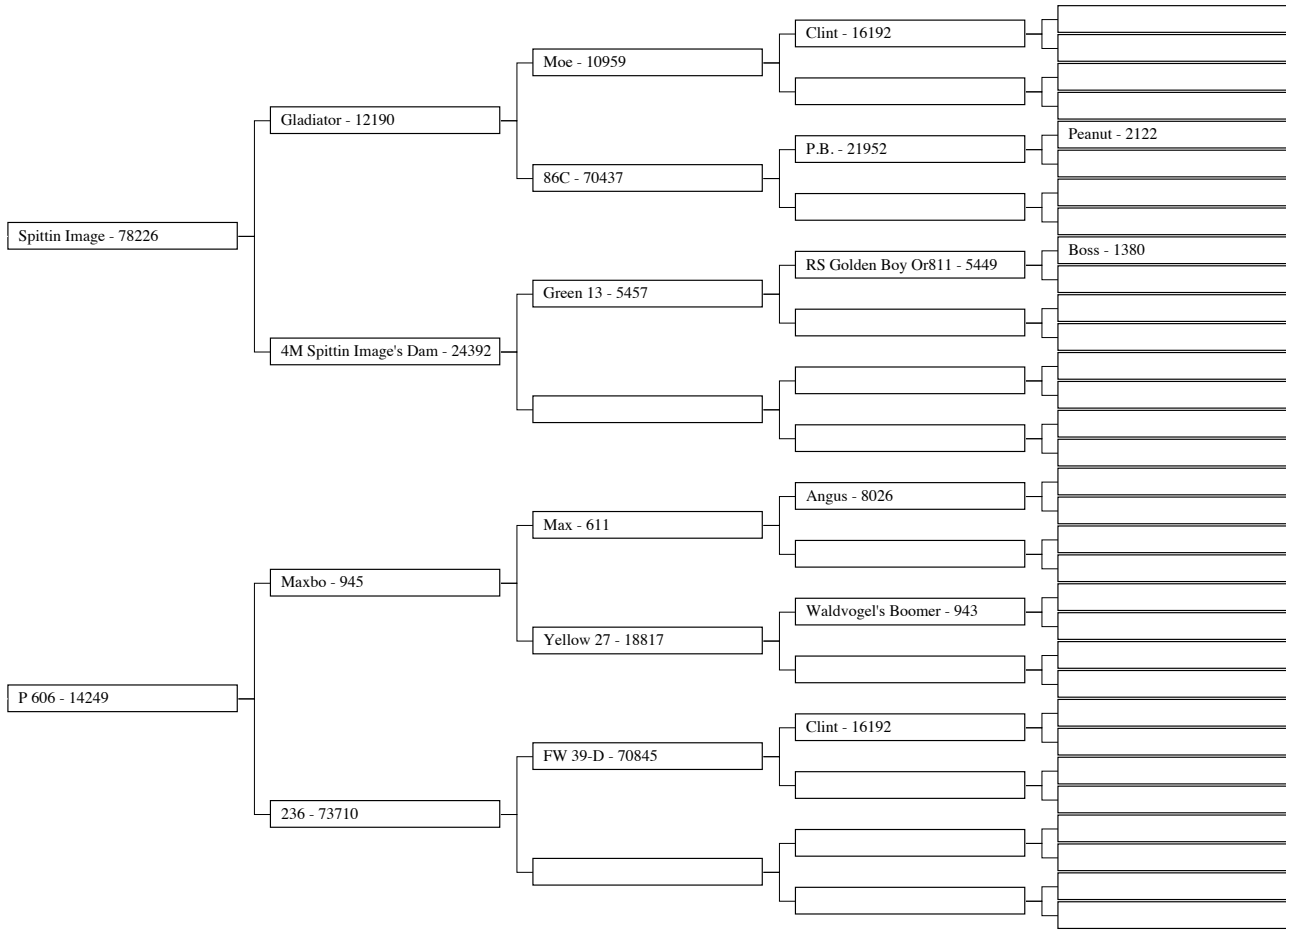 Clint - 16192
Moe - 10959
Gladiator - 12190
Peanut - 2122
P.B. - 21952
86C - 70437
Spittin Image - 78226
Boss - 1380
RS Golden Boy Or811 - 5449
Green 13 - 5457
4M Spittin Image's Dam - 24392
Angus - 8026
Max - 611
Maxbo - 945
Waldvogel's Boomer - 943
Yellow 27 - 18817
P 606 - 14249
Clint - 16192
FW 39-D - 70845
236 - 73710